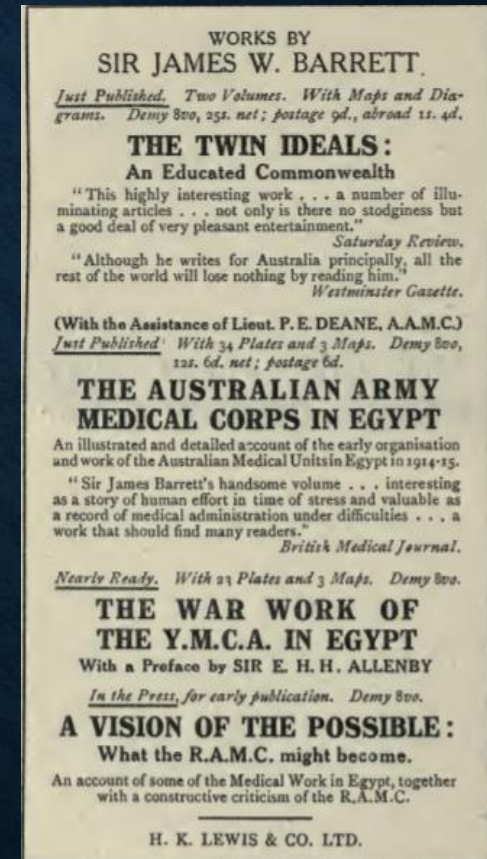 WORKS BY
SIR JAMES W. BARRETT.
Just Published. Two Volumes. With Maps and Dia-
grams. Demy 8vo, 25s. net; postage 9d., abroad 1s. 4d.
THE TWIN IDEALS:
An Educated Commonwealth
"This highly interesting work . . . a number of illu-
minating articles . . . not only is there no stodginess but
a good deal of very pleasant entertainment."
Saturday Review.
"Although he writes for Australia principally, all the
rest of the world will lose nothing by reading him."
Westminster Gazette.
(With the Assistance of Lieut. P. E. DEANE, A.A.M.C.)
Just Published With 34 Plates and 3 Maps. Demy 8vo,
12s. 6d. net; postage 6d.
THE AUSTRALIAN ARMY
MEDICAL CORPS IN EGYPT
An illustrated and detailed account of the early organisation
and work of the Australian Medical Units in Egypt in 1914-15.
"Sir James Barrett's handsome volume . . . interesting
as a story of human effort in time of stress and valuable as
a record of medical administration under difficulties . . . a
work that should find many readers."
British Medical Journal.
Nearly Ready. With 23 Plates and 3 Maps. Demy 8vo.
THE WAR WORK OF
THE Y.M.C.A. IN EGYPT
With a Preface by SIR E. H. H. ALLENBY
In the Press, for early publication. Demy 8vo.
A VISION OF THE POSSIBLE:
What the R.A.M.C. might become.
An account of some of the Medical Work in Egypt, together
with a constructive criticism of the R.A.M.C.
H. K. LEWIS & CO. LTD.